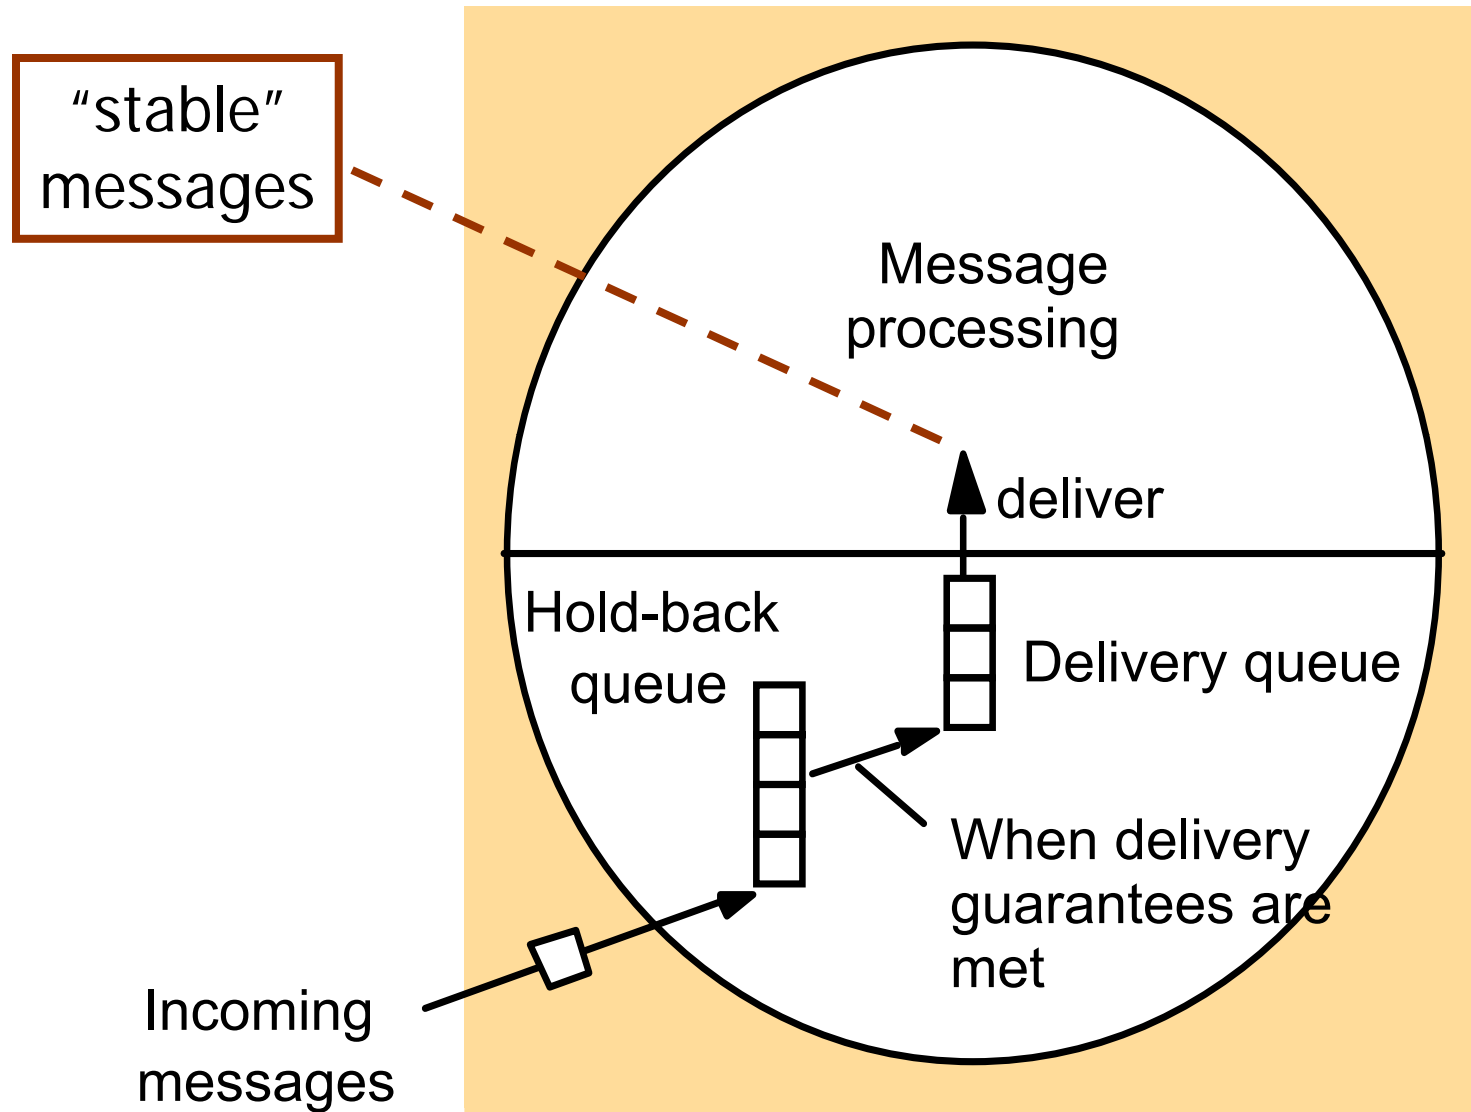 “stable”
messages
Message
processing
deliver
Hold-back
queue
Delivery queue
When delivery
guarantees are
met
Incoming
messages